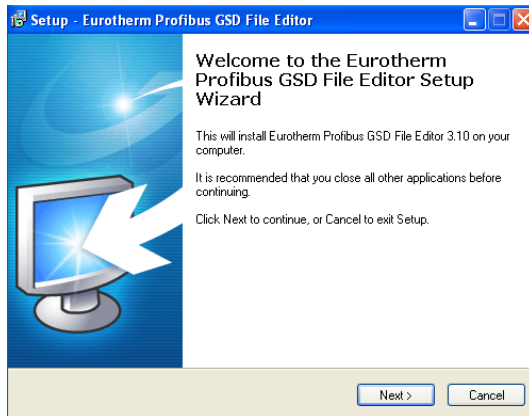 Setup - Eurotherm Profibus GSD File Editor
Welcome to the Eurotherm
Profibus GSD File Editor Setup
Wizard
This will install Eurotherm Profibus GSD File Editor 3.10 on your
computer.
It is recommended that you close all other applications before
continuing.
Click Next to continue, or Cancel to exit Setup.
Next >
Cancel